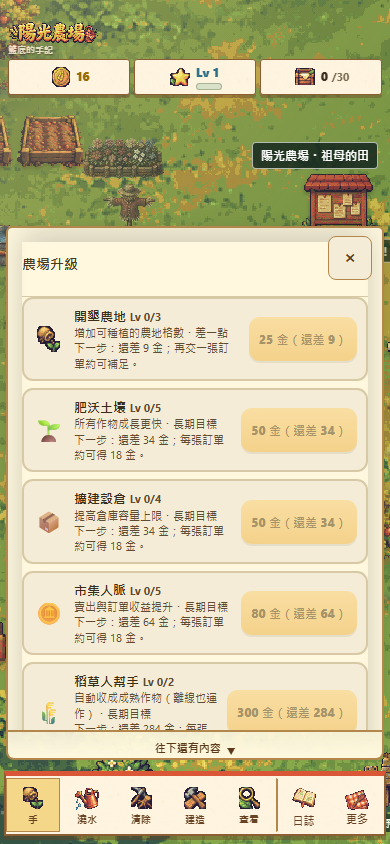 陽光農場
籃底的手記
16
Lv 1
0 /30
陽光農場・祖母的田
農場升級
×
開墾農地 Lv 0/3
增加可種植的農地格數・差一點
下一步：還差 9 金；再交一張訂
單約可補足。
25 金（還差 9 ）
肥沃土壤 Lv 0/5
所有作物成長更快・長期目標
下一步：還差 34 金；每張訂單
約可得 18 金。
50 金（還差 34 ）
擴建穀倉 Lv 0/4
提高倉庫容量上限・長期目標
下一步：還差 34 金；每張訂單
約可得 18 金。
50 金（還差 34 ）
市集人脈 Lv 0/5
賣出與訂單收益提升・長期目標
下一步：還差 64 金；每張訂單
約可得 18 金。
80 金（還差 64 ）
稻草人幫手 Lv 0/2
自動收成成熟作物（離線也運
作）・長期目標
下一步：還差 284 金；每張
300 金（還差 284 ）
往下還有內容 ▼
手
澆水
清除
建造
查看
日誌
更多